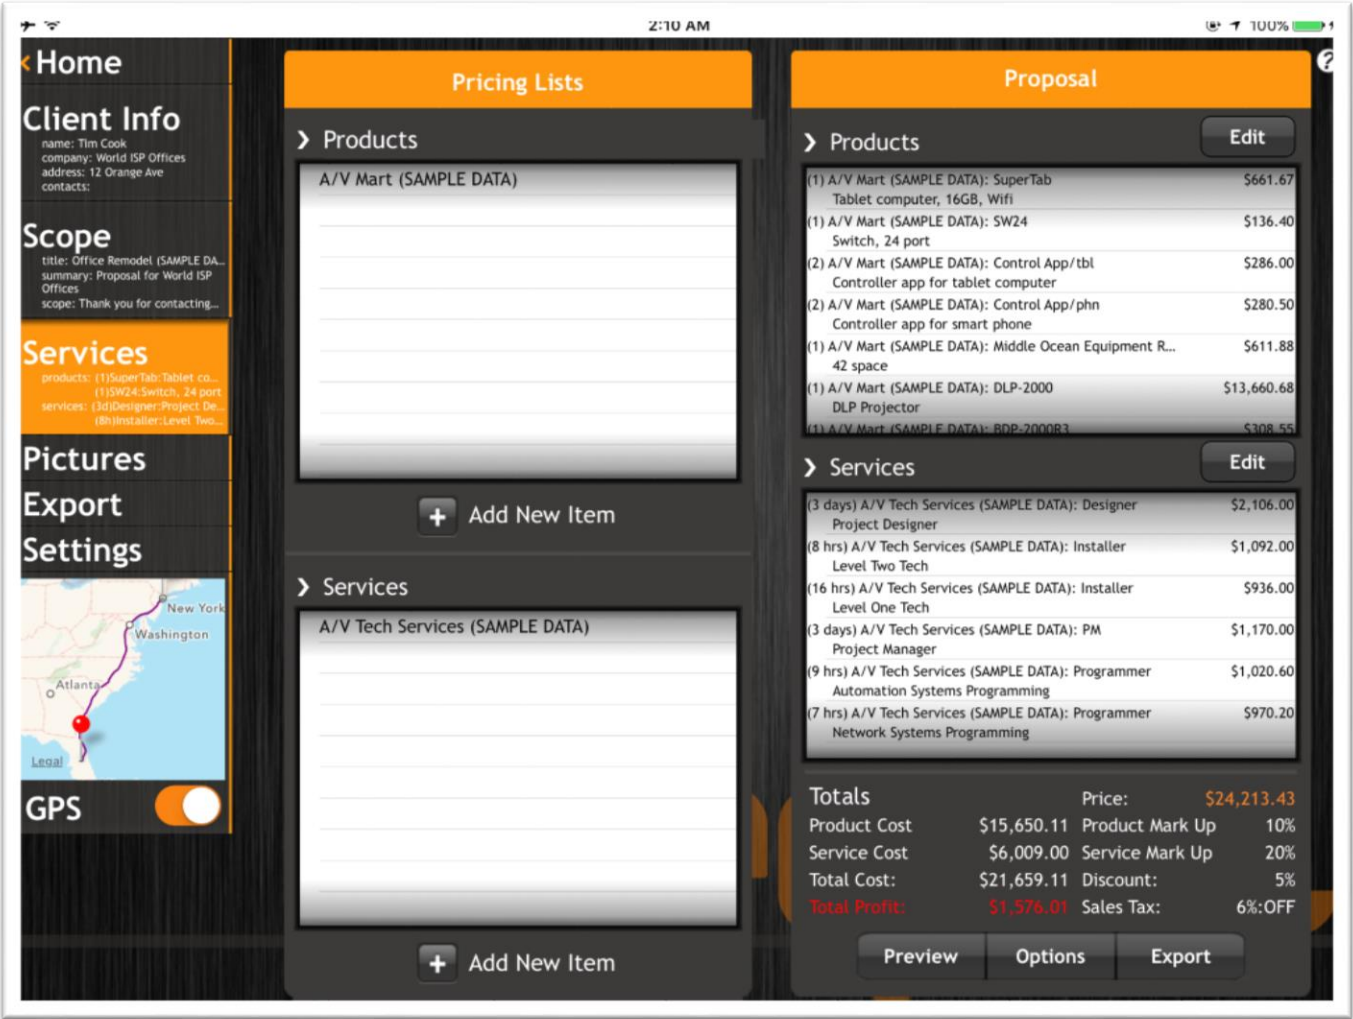 2:10 AM
100%
Home
Client Info
name: Tim Cook
company: World ISP Offices
address: 12 Orange Ave
contacts:
Scope
title: Office Remodel (SAMPLE DA...
summary: Proposal for World ISP
Offices
scope: Thank you for contacting...
Services
products: (1)SuperTab:Tablet co...
(1)SW24:Switch, 24 port
services: (3d)Designer:Project De...
(8h)Installer:Level Two...
Pictures
Export
Settings
New York
Washington
Atlanta
Legal
GPS
Pricing Lists
Products
A/V Mart (SAMPLE DATA)
+ Add New Item
Services
A/V Tech Services (SAMPLE DATA)
+ Add New Item
?
Proposal
Products Edit
(1) A/V Mart (SAMPLE DATA): SuperTab $661.67
Tablet computer, 16GB, Wifi
(1) A/V Mart (SAMPLE DATA): SW24 $136.40
Switch, 24 port
(2) A/V Mart (SAMPLE DATA): Control App/tbl $286.00
Controller app for tablet computer
(2) A/V Mart (SAMPLE DATA): Control App/phn $280.50
Controller app for smart phone
(1) A/V Mart (SAMPLE DATA): Middle Ocean Equipment R... $611.88
42 space
(1) A/V Mart (SAMPLE DATA): DLP-2000 $13,660.68
DLP Projector
(1) A/V Mart (SAMPLE DATA): BDP-2000R3 $308.55
Services Edit
(3 days) A/V Tech Services (SAMPLE DATA): Designer $2,106.00
Project Designer
(8 hrs) A/V Tech Services (SAMPLE DATA): Installer $1,092.00
Level Two Tech
(16 hrs) A/V Tech Services (SAMPLE DATA): Installer $936.00
Level One Tech
(3 days) A/V Tech Services (SAMPLE DATA): PM $1,170.00
Project Manager
(9 hrs) A/V Tech Services (SAMPLE DATA): Programmer $1,020.60
Automation Systems Programming
(7 hrs) A/V Tech Services (SAMPLE DATA): Programmer $970.20
Network Systems Programming
Totals Price: $24,213.43
Product Cost $15,650.11 Product Mark Up 10%
Service Cost $6,009.00 Service Mark Up 20%
Total Cost: $21,659.11 Discount: 5%
Total Profit: $1,576.01 Sales Tax: 6%:OFF
Preview Options Export